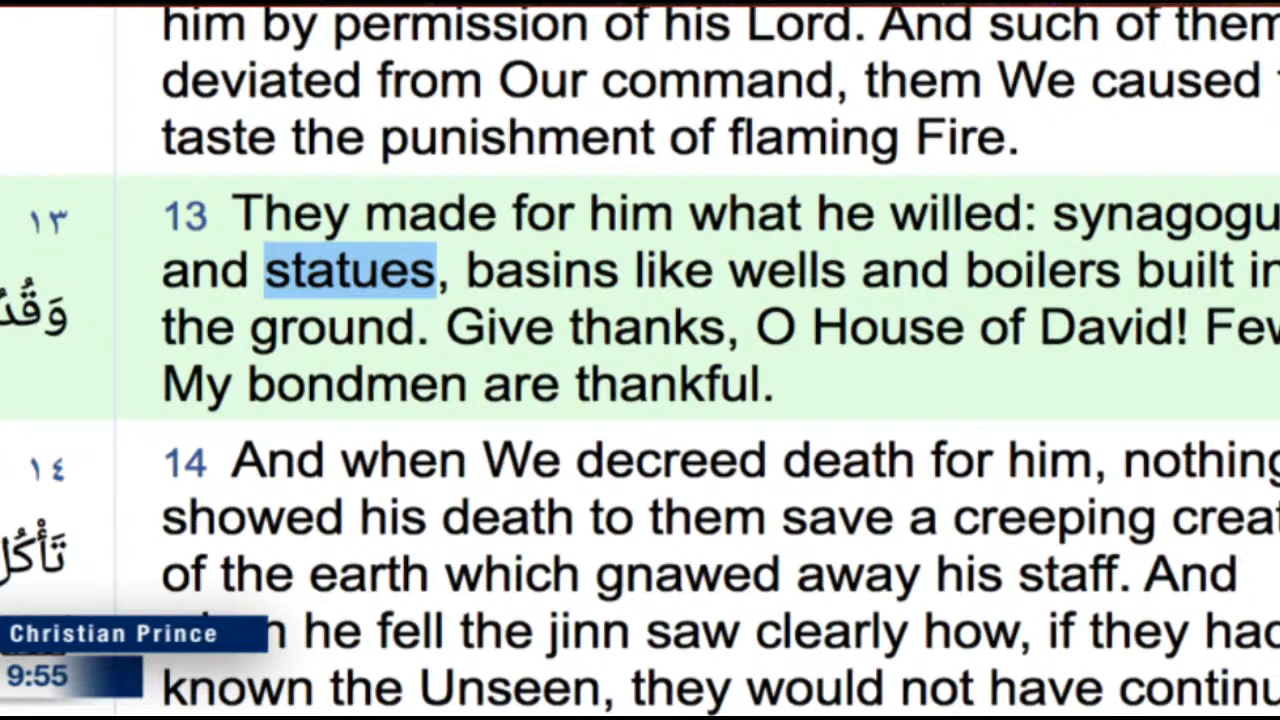 him by permission of his Lord. And such of them
deviated from Our command, them We caused
taste the punishment of flaming Fire.
١٣
13 They made for him what he willed: synagogu
and statues, basins like wells and boilers built in
the ground. Give thanks, O House of David! Few
My bondmen are thankful.
١٤
14 And when We decreed death for him, nothing
showed his death to them save a creeping creat
of the earth which gnawed away his staff. And
he fell the jinn saw clearly how, if they had
known the Unseen, they would not have continu
Christian Prince
9:55